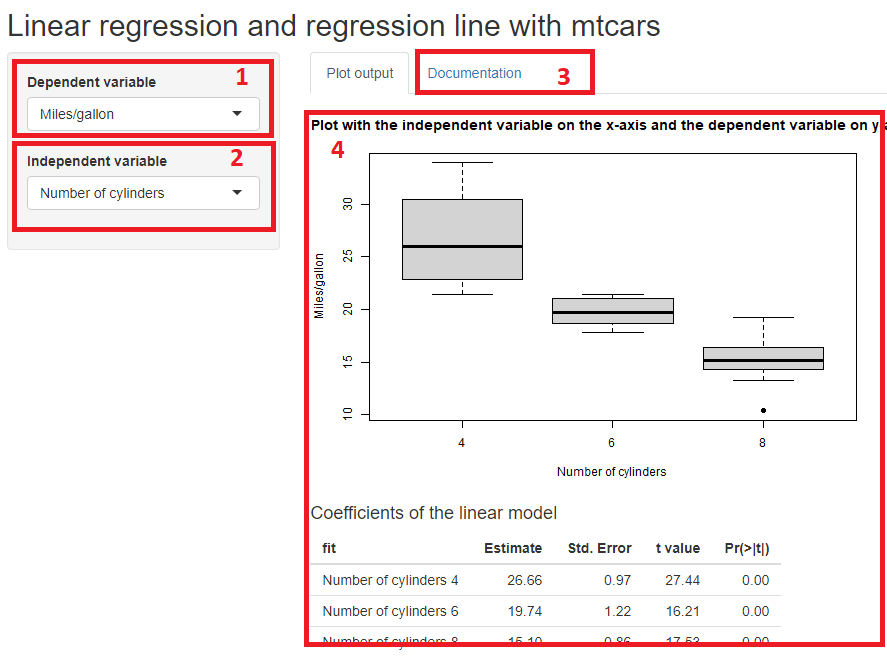 Linear regression and regression line with mtcars
Dependent variable 1
Miles/gallon
Independent variable 2
Number of cylinders
Plot output
Documentation 3
Plot with the independent variable on the x-axis and the dependent variable on y-a
4
Miles/gallon
30
25
20
15
10
4 6 8
Number of cylinders
Coefficients of the linear model
fit Estimate Std. Error t value Pr(>|t|)
Number of cylinders 4 26.66 0.97 27.44 0.00
Number of cylinders 6 19.74 1.22 16.21 0.00
Number of cylinders 8 15.10 0.86 17.53 0.00